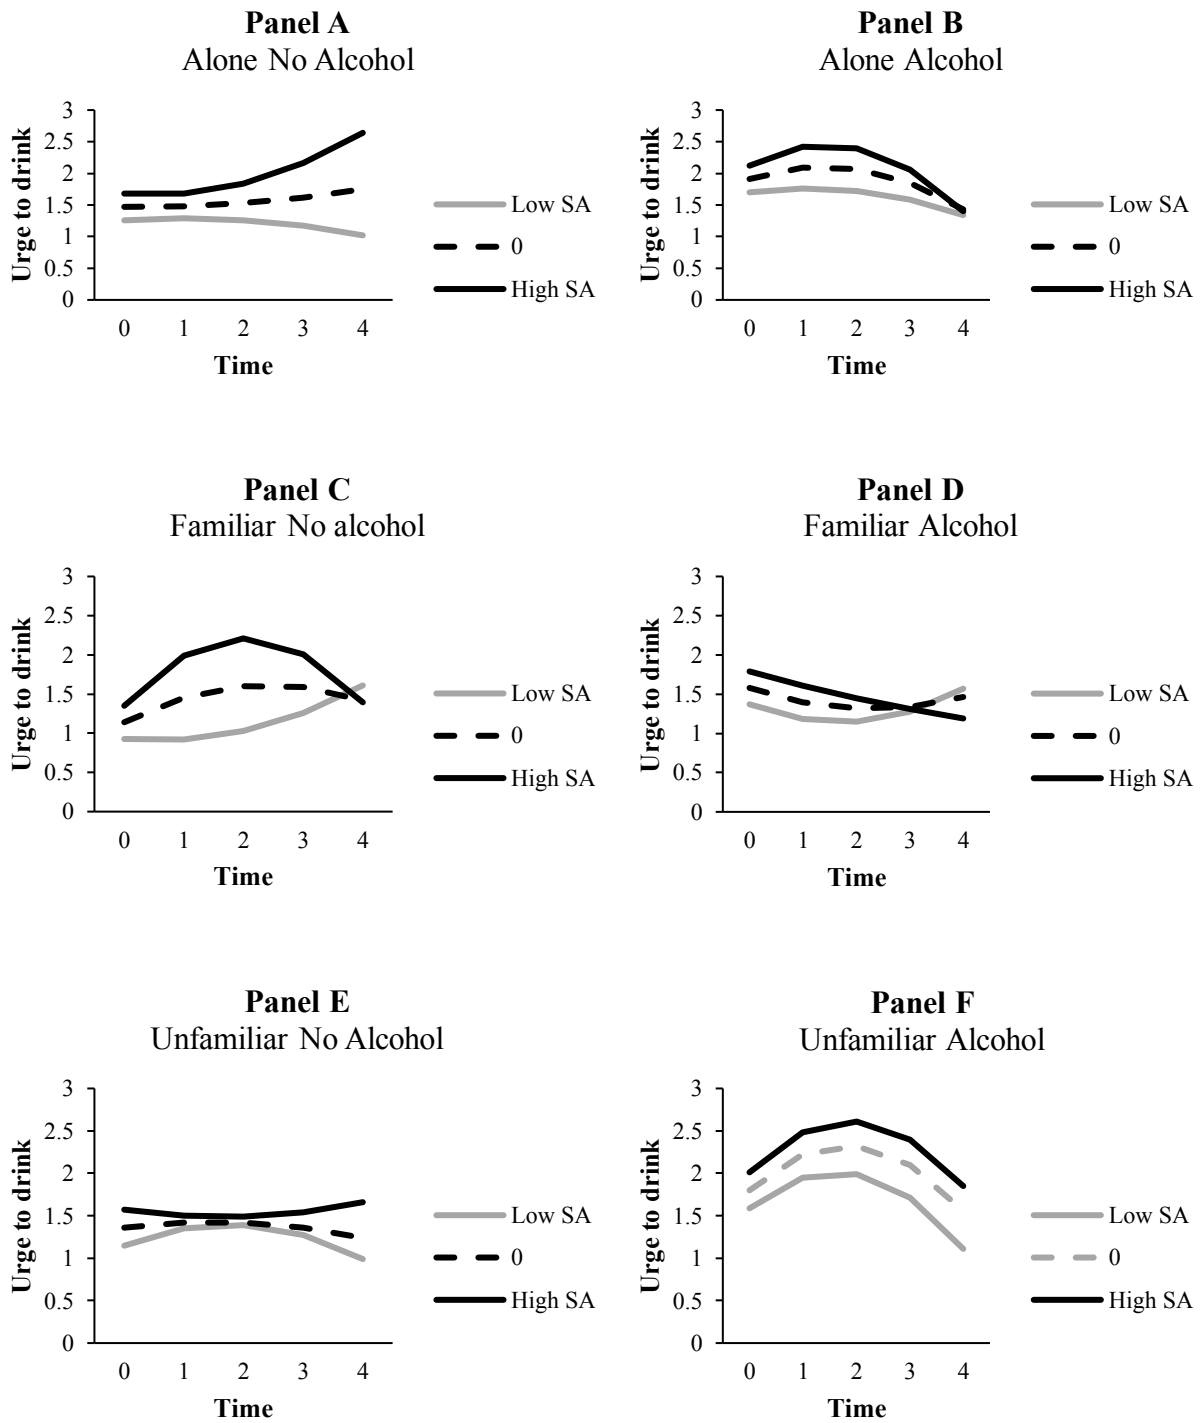 Panel A
Alone No Alcohol
Urge to drink
3
2.5
2
1.5
1
0.5
0
0 1 2 3 4
Time
Low SA
0
High SA
Panel B
Alone Alcohol
Urge to drink
3
2.5
2
1.5
1
0.5
0
0 1 2 3 4
Time
Low SA
0
High SA
Panel C
Familiar No alcohol
Urge to drink
3
2.5
2
1.5
1
0.5
0
0 1 2 3 4
Time
Low SA
0
High SA
Panel D
Familiar Alcohol
Urge to drink
3
2.5
2
1.5
1
0.5
0
0 1 2 3 4
Time
Low SA
0
High SA
Panel E
Unfamiliar No Alcohol
Urge to drink
3
2.5
2
1.5
1
0.5
0
0 1 2 3 4
Time
Low SA
0
High SA
Panel F
Unfamiliar Alcohol
Urge to drink
3
2.5
2
1.5
1
0.5
0
0 1 2 3 4
Time
Low SA
0
High SA